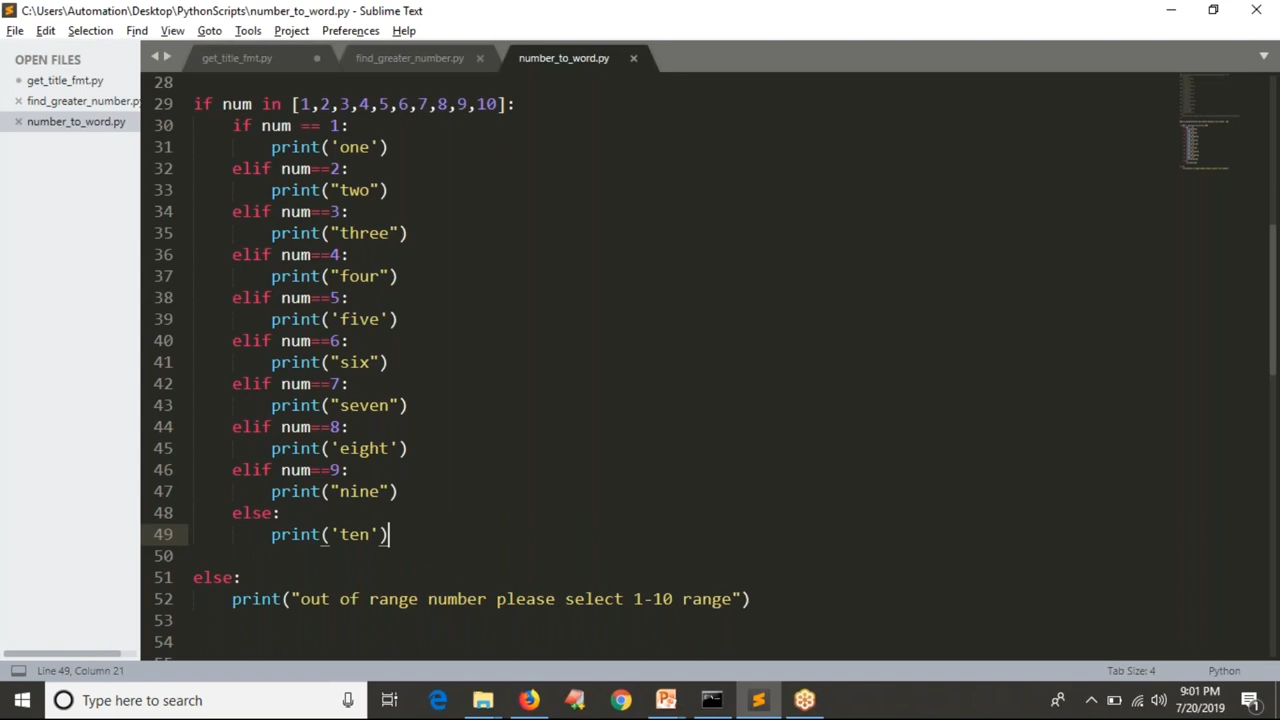 C:\Users\Automation\Desktop\PythonScripts\number_to_word.py - Sublime Text
File Edit Selection Find View Goto Tools Project Preferences Help
OPEN FILES
get_title_fmt.py
find_greater_number.py
number_to_word.py
get_title_fmt.py find_greater_number.py number_to_word.py
28
29 if num in [1,2,3,4,5,6,7,8,9,10]:
30     if num == 1:
31         print('one')
32     elif num==2:
33         print("two")
34     elif num==3:
35         print("three")
36     elif num==4:
37         print("four")
38     elif num==5:
39         print('five')
40     elif num==6:
41         print("six")
42     elif num==7:
43         print("seven")
44     elif num==8:
45         print('eight')
46     elif num==9:
47         print("nine")
48     else:
49         print('ten')
50
51 else:
52     print("out of range number please select 1-10 range")
53
54
Line 49, Column 21 Tab Size: 4 Python
Type here to search
9:01 PM
7/20/2019
1